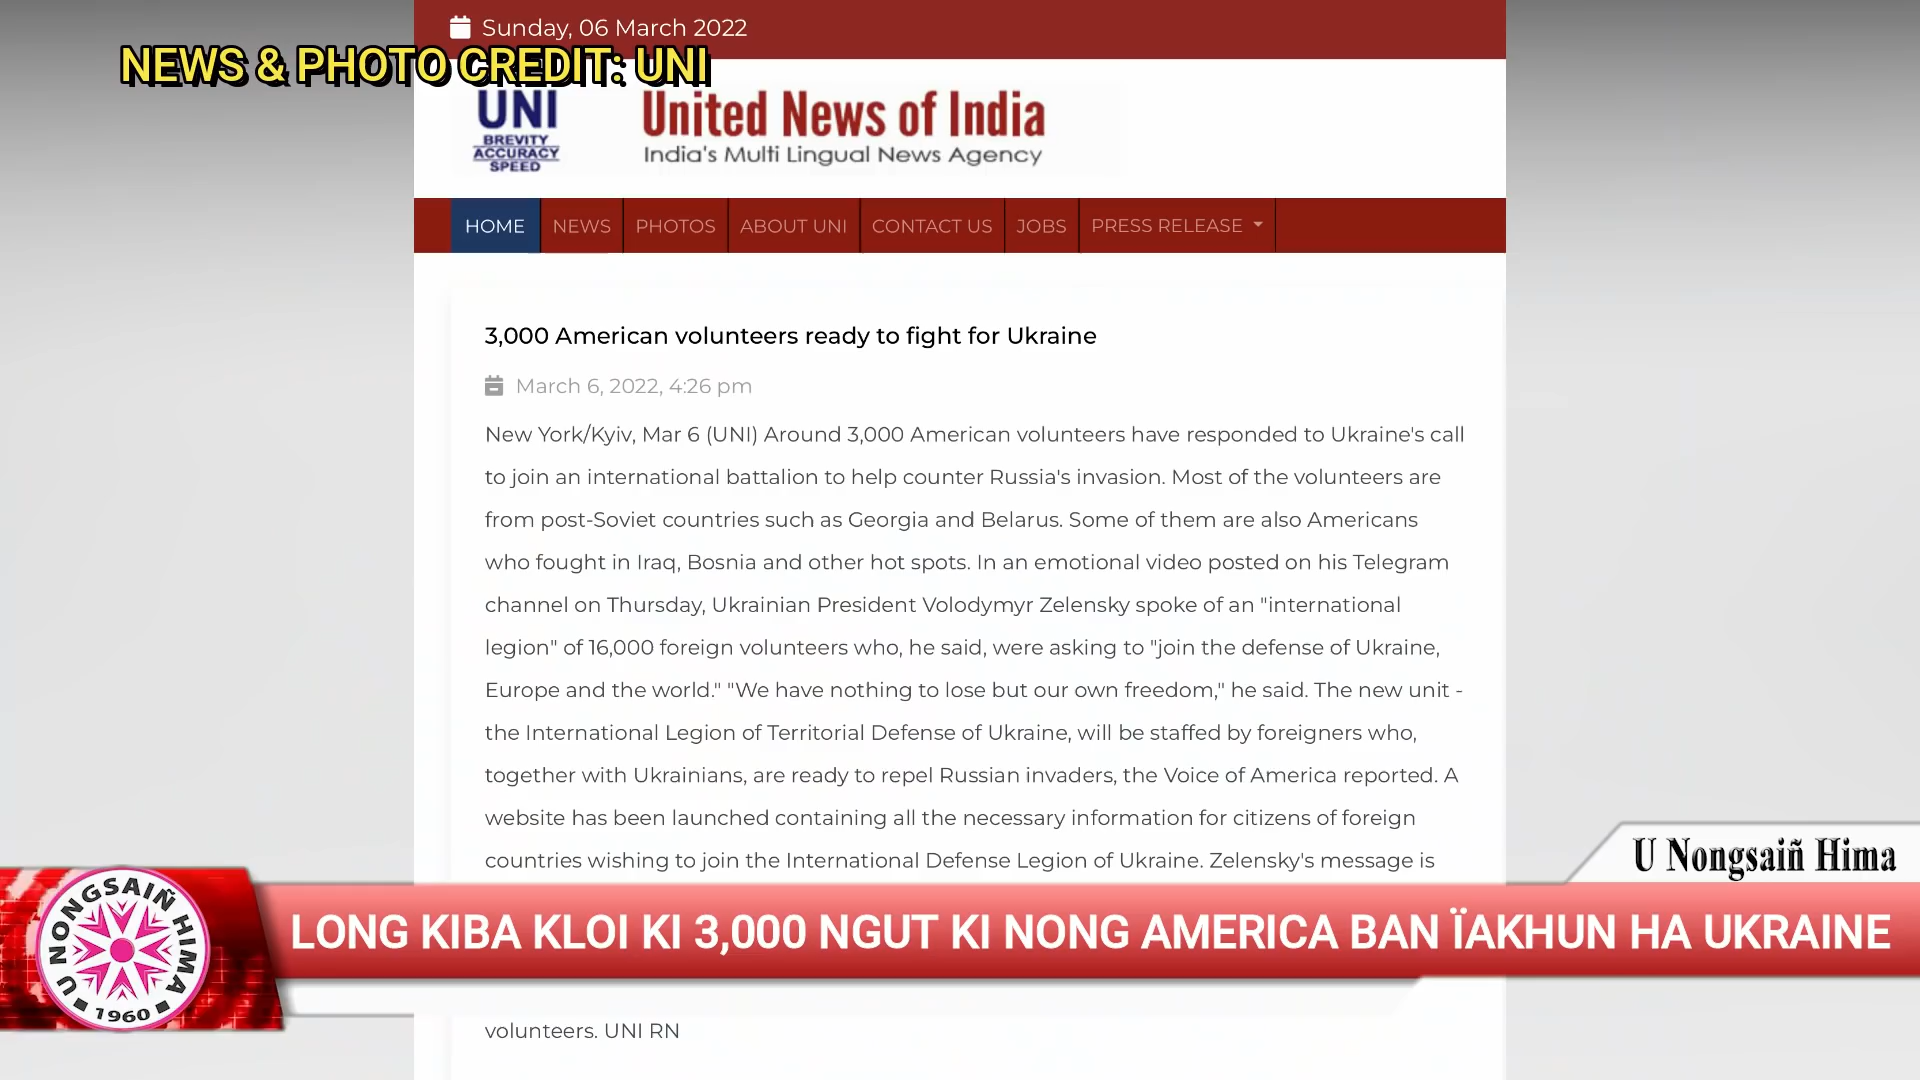 Sunday, 06 March 2022
NEWS & PHOTO CREDIT: UNI
UNI
BREVITY
ACCURACY
SPEED
United News of India
India's Multi Lingual News Agency
HOME NEWS PHOTOS ABOUT UNI CONTACT US JOBS PRESS RELEASE
3,000 American volunteers ready to fight for Ukraine
March 6, 2022, 4:26 pm
New York/Kyiv, Mar 6 (UNI) Around 3,000 American volunteers have responded to Ukraine's call
to join an international battalion to help counter Russia's invasion. Most of the volunteers are
from post-Soviet countries such as Georgia and Belarus. Some of them are also Americans
who fought in Iraq, Bosnia and other hot spots. In an emotional video posted on his Telegram
channel on Thursday, Ukrainian President Volodymyr Zelensky spoke of an "international
legion" of 16,000 foreign volunteers who, he said, were asking to "join the defense of Ukraine,
Europe and the world." "We have nothing to lose but our own freedom," he said. The new unit -
the International Legion of Territorial Defense of Ukraine, will be staffed by foreigners who,
together with Ukrainians, are ready to repel Russian invaders, the Voice of America reported. A
website has been launched containing all the necessary information for citizens of foreign
countries wishing to join the International Defense Legion of Ukraine. Zelensky's message is
U Nongsaiñ Hima
LONG KIBA KLOI KI 3,000 NGUT KI NONG AMERICA BAN ÏAKHUN HA UKRAINE
U NONGSAIÑ HIMA
1960
volunteers. UNI RN